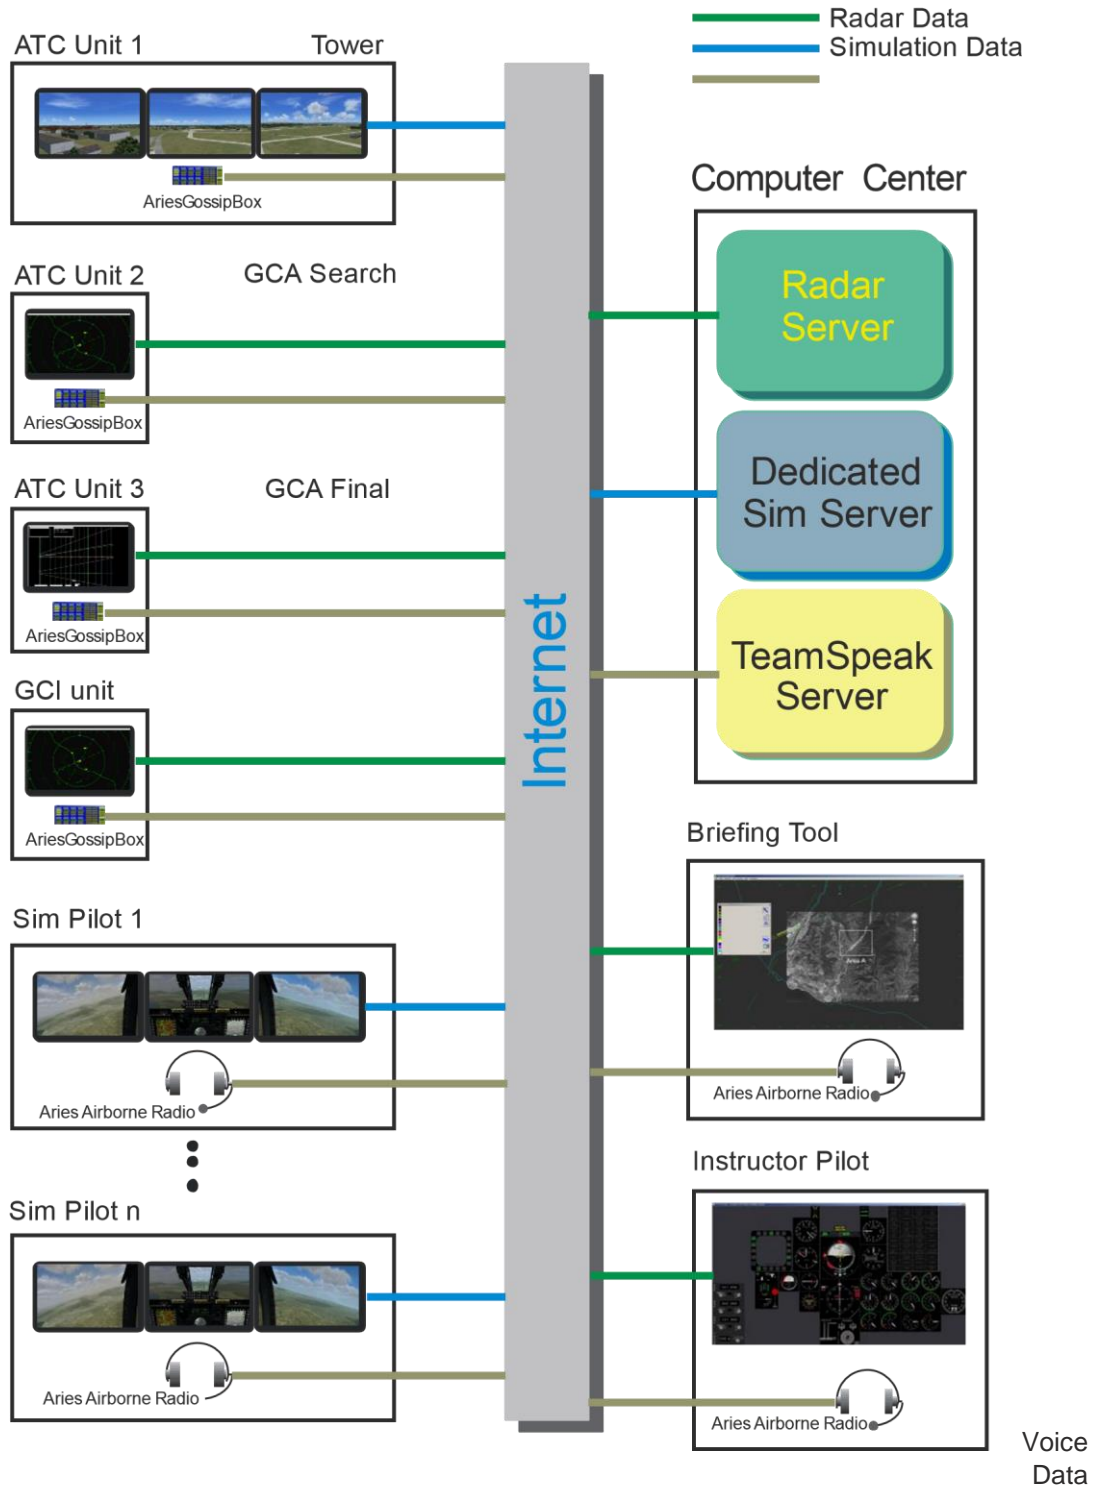 Radar Data
Simulation Data
ATC Unit 1 Tower
AriesGossipBox
ATC Unit 2 GCA Search
AriesGossipBox
ATC Unit 3 GCA Final
AriesGossipBox
GCI unit
AriesGossipBox
Sim Pilot 1
Aries Airborne Radio
Sim Pilot n
Aries Airborne Radio
Internet
Computer Center
Radar
Server
Dedicated
Sim Server
TeamSpeak
Server
Briefing Tool
Area A
Aries Airborne Radio
Instructor Pilot
Aries Airborne Radio
Voice
Data